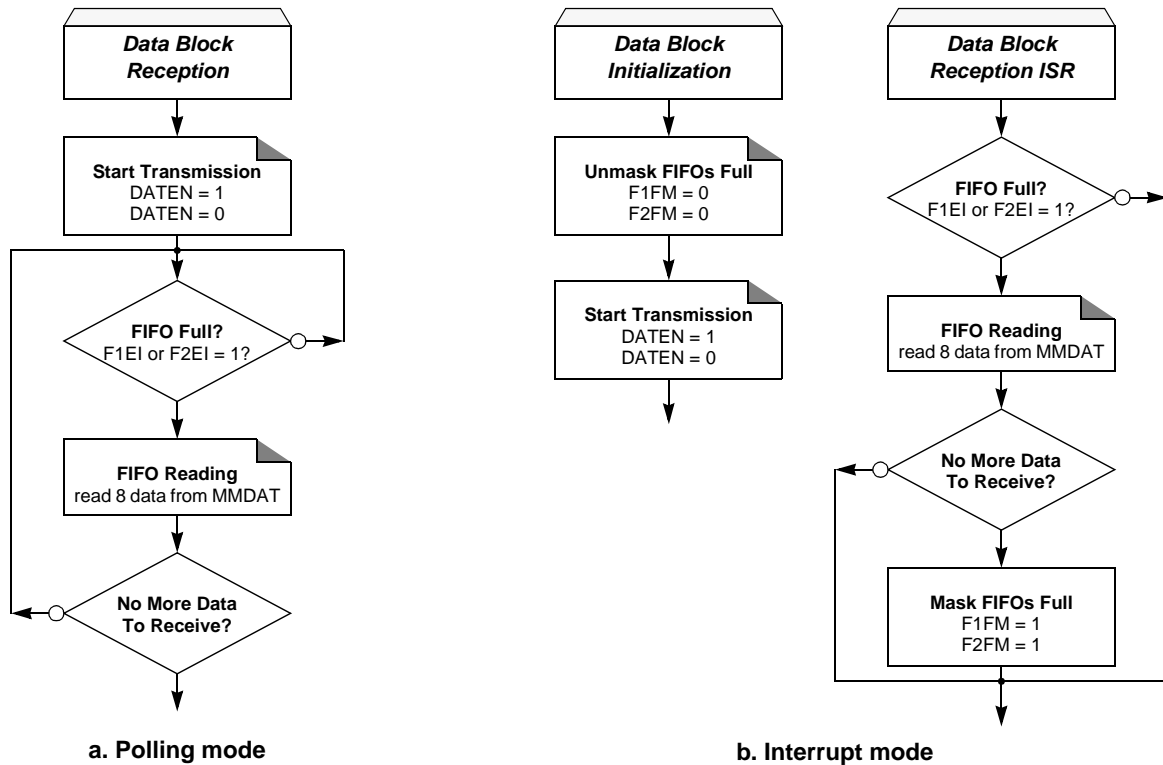 Data Block
Reception
Start Transmission
DATEN = 1
DATEN = 0
FIFO Full?
F1EI or F2EI = 1?
FIFO Reading
read 8 data from MMDAT
No More Data
To Receive?
a. Polling mode
Data Block
Initialization
Unmask FIFOs Full
F1FM = 0
F2FM = 0
Start Transmission
DATEN = 1
DATEN = 0
Data Block
Reception ISR
FIFO Full?
F1EI or F2EI = 1?
FIFO Reading
read 8 data from MMDAT
No More Data
To Receive?
Mask FIFOs Full
F1FM = 1
F2FM = 1
b. Interrupt mode